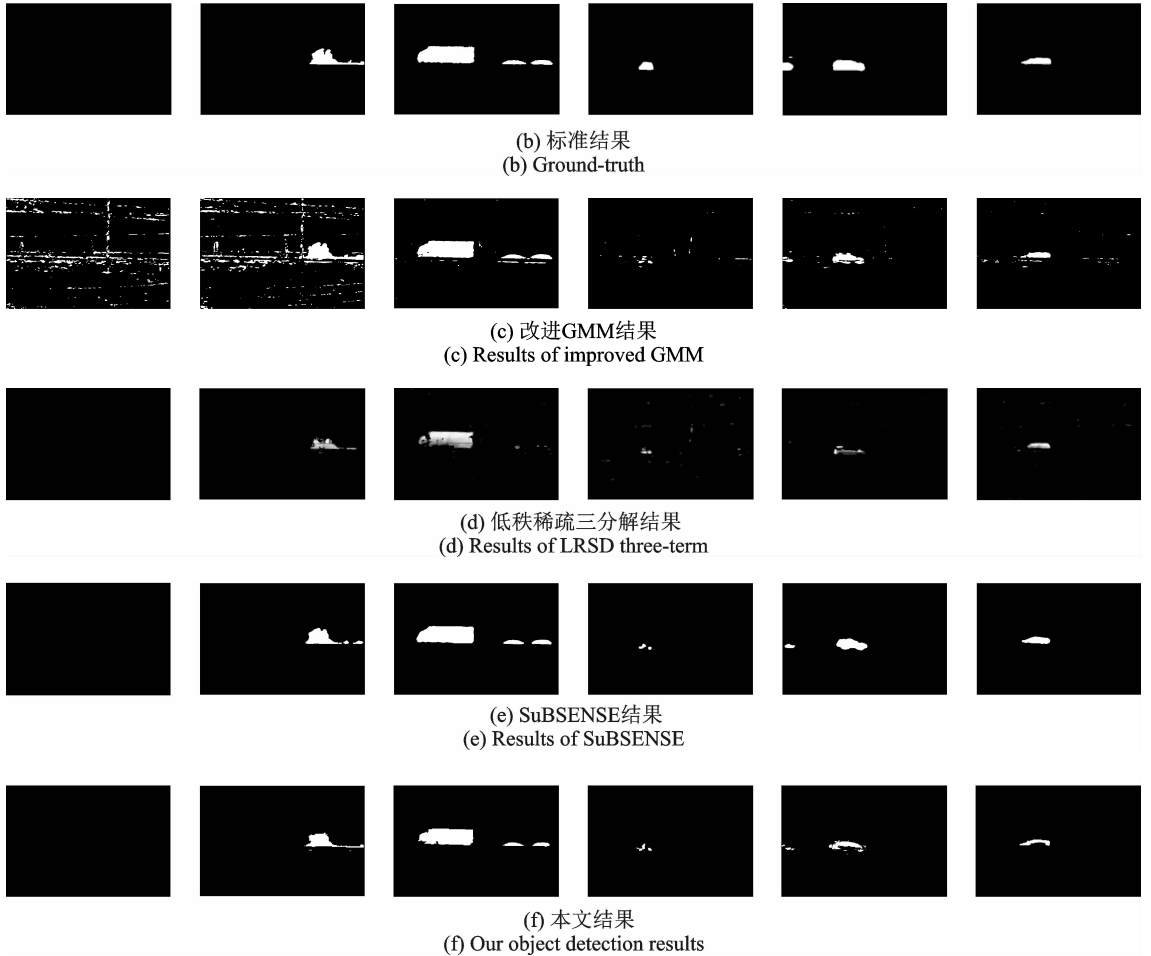 (b) 标准结果
(b) Ground-truth
(c) 改进GMM结果
(c) Results of improved GMM
(d) 低秩稀疏三分解结果
(d) Results of LRSD three-term
(e) SuBSENSE结果
(e) Results of SuBSENSE
(f) 本文结果
(f) Our object detection results